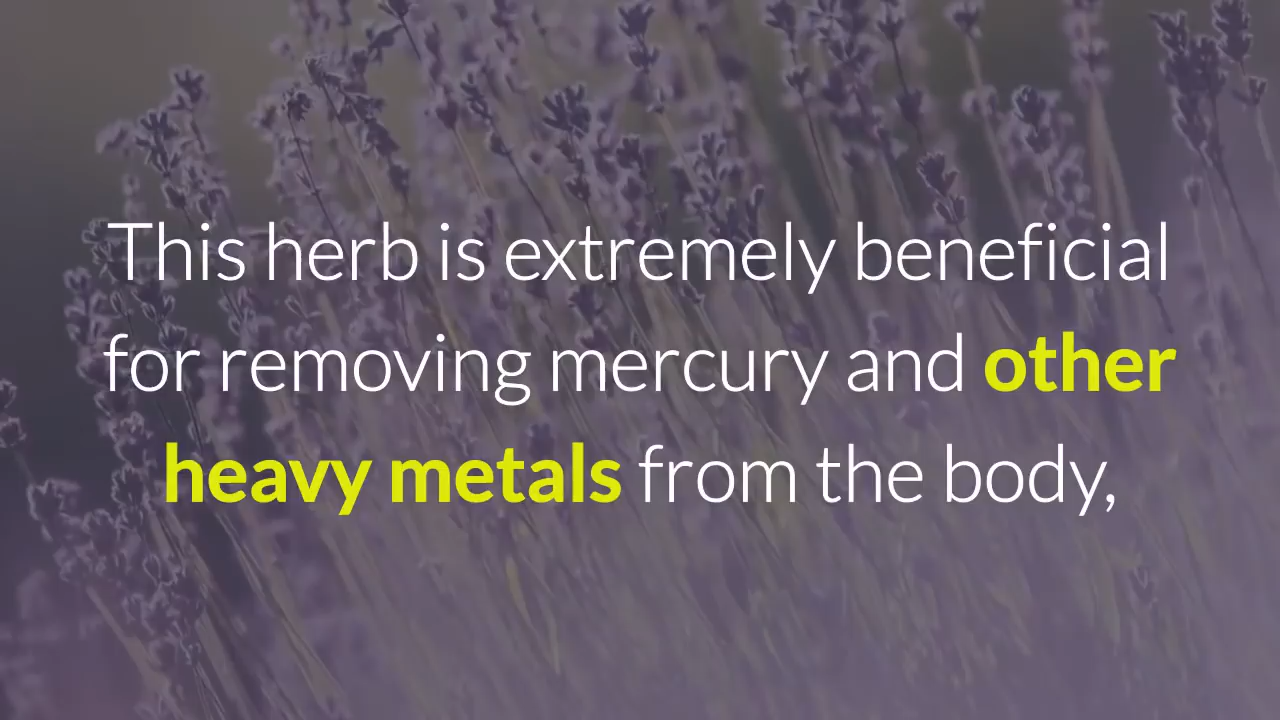 This herb is extremely beneficial
for removing mercury and other
heavy metals from the body,